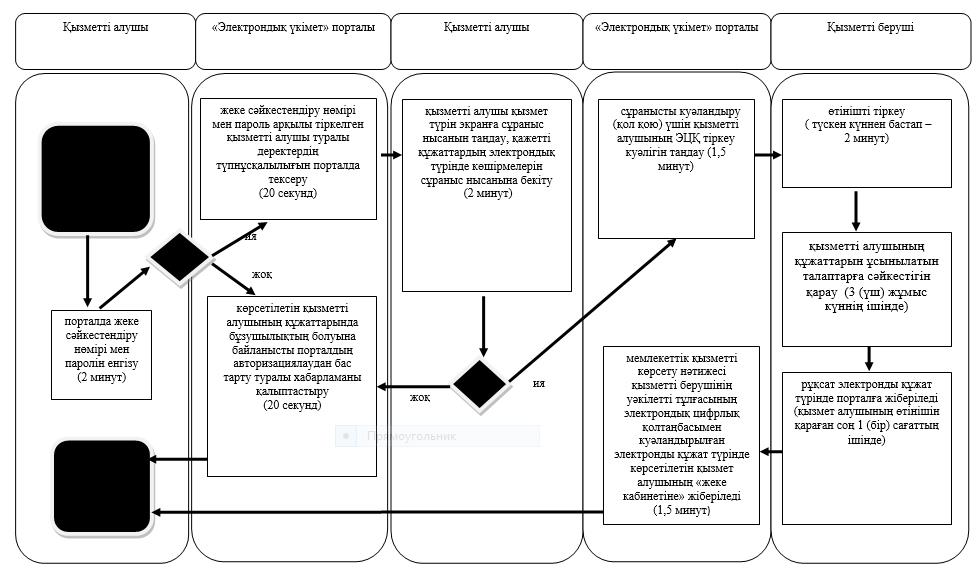 Қызметті алушы
«Электрондық үкімет» порталы
Қызметті алушы
«Электрондық үкімет» порталы
Қызметті беруші
жеке сәйкестендіру нөмірі
мен пароль арқылы тіркелген
қызметті алушы туралы
деректердің
түпнұсқалылығын порталда
тексеру
(20 секунд)
қызметті алушы қызмет
түрін экранға сұраныс
нысанын таңдау, қажетті
құжаттардың электрондық
түрінде көшірмелерін
сұраныс нысанына бекіту
(2 минут)
сұранысты куәландыру
(қол қою) үшін қызметті
алушының ЭЦҚ тіркеу
куәлігін таңдау (1,5
минут)
өтінішті тіркеу
( түскен күннен бастап –
2 минут)
ия
жоқ
қызметті алушының
құжаттарын ұсынылатын
талаптарға сәйкестігін
қарау (3 (үш) жұмыс
күннің ішінде)
порталда жеке
сәйкестендіру
нөмірі мен
паролін енгізу
(2 минут)
көрсетілетін қызметті
алушының құжаттарында
бұзушылықтың болуына
байланысты порталдың
авторизациялаудан бас
тарту туралы хабарламаны
қалыптастыру
(20 секунд)
жоқ
ия
мемлекеттік қызметті
көрсету нәтижесі
қызметті берушінің
уәкілетті тұлғасының
электрондық цифрлық
қолтаңбасымен
куәландырылған
электронды құжат түрінде
көрсетілетін қызмет
алушының «жеке
кабинетіне» жіберіледі
(1,5 минут)
рұқсат электронды құжат
түрінде порталға жіберіледі
(қызмет алушының өтінішін
қараған соң 1 (бір) сағаттың
ішінде)
Прямоугольник